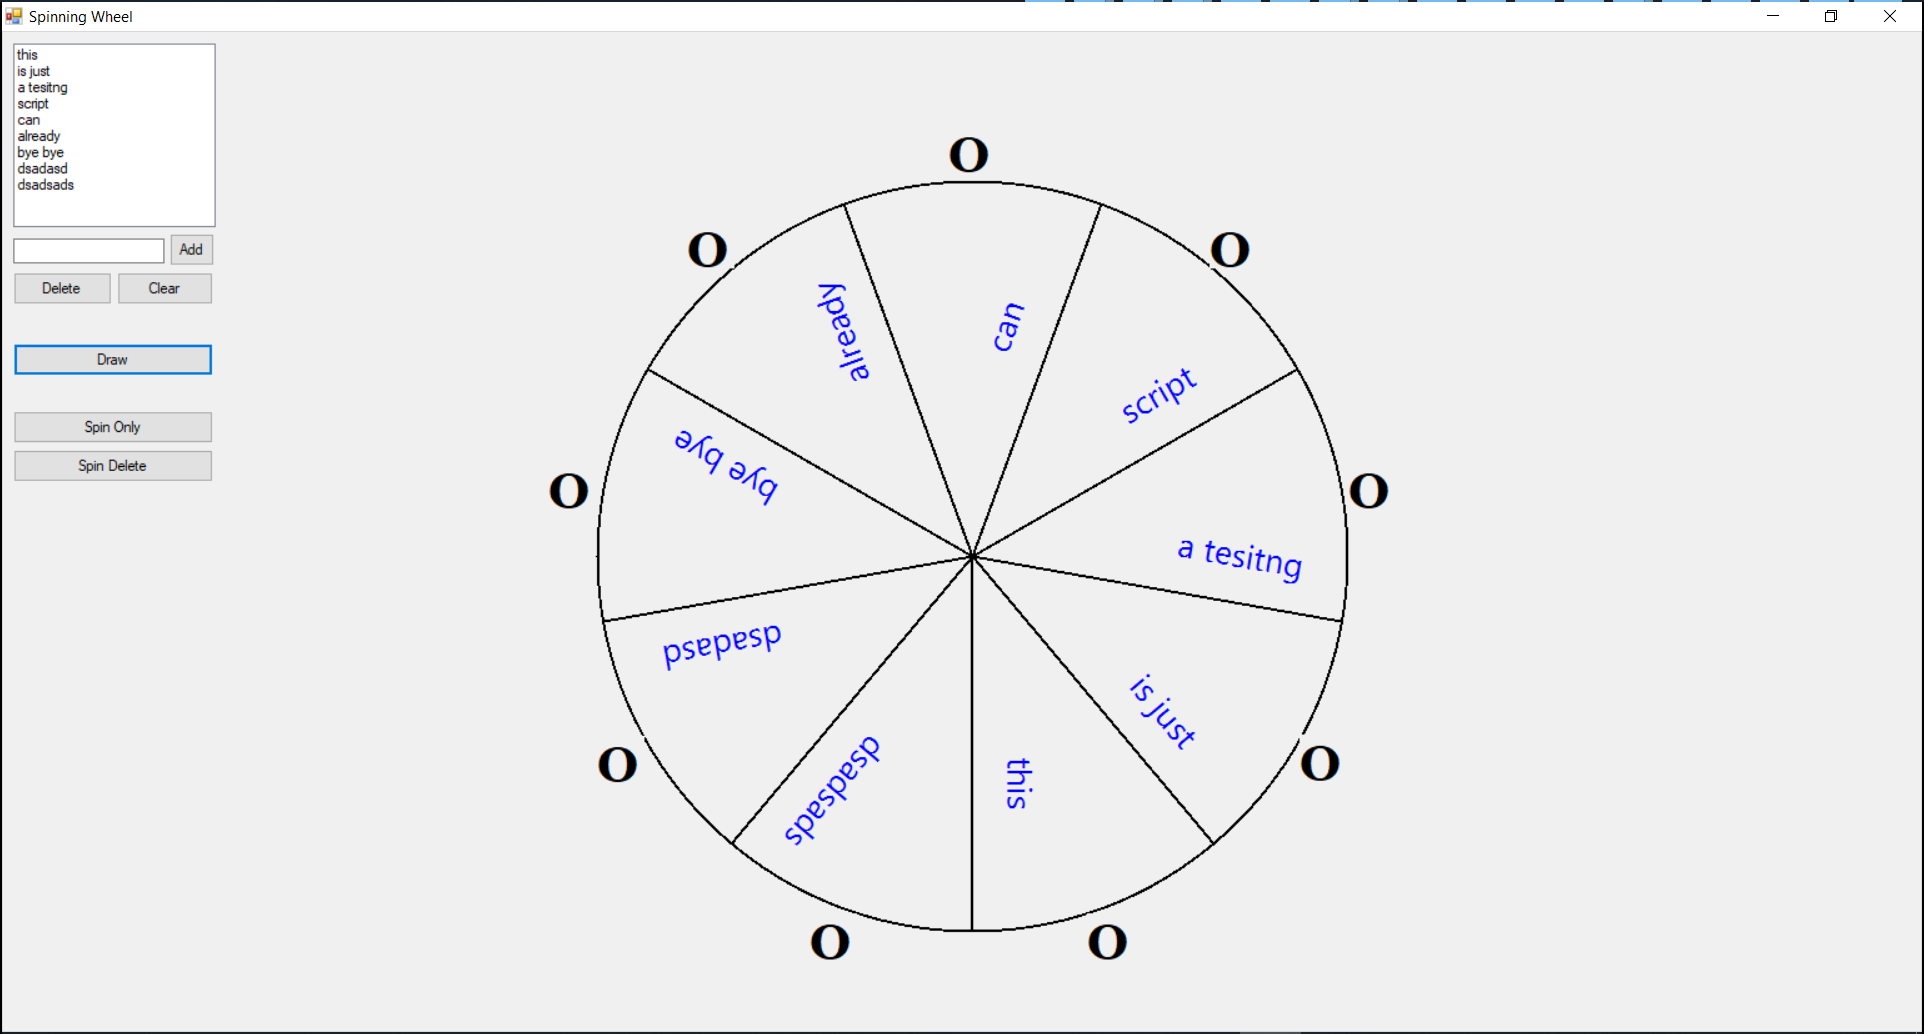 Spinning Wheel
this
is just
a tesitng
script
can
already
bye bye
dsadasd
dsadsads
Add
Delete
Clear
Draw
Spin Only
Spin Delete
O
O
O
already
can
script
bye bye
O
O
a tesitng
dsadasd
is just
dsadsads
this
O
O
O
O